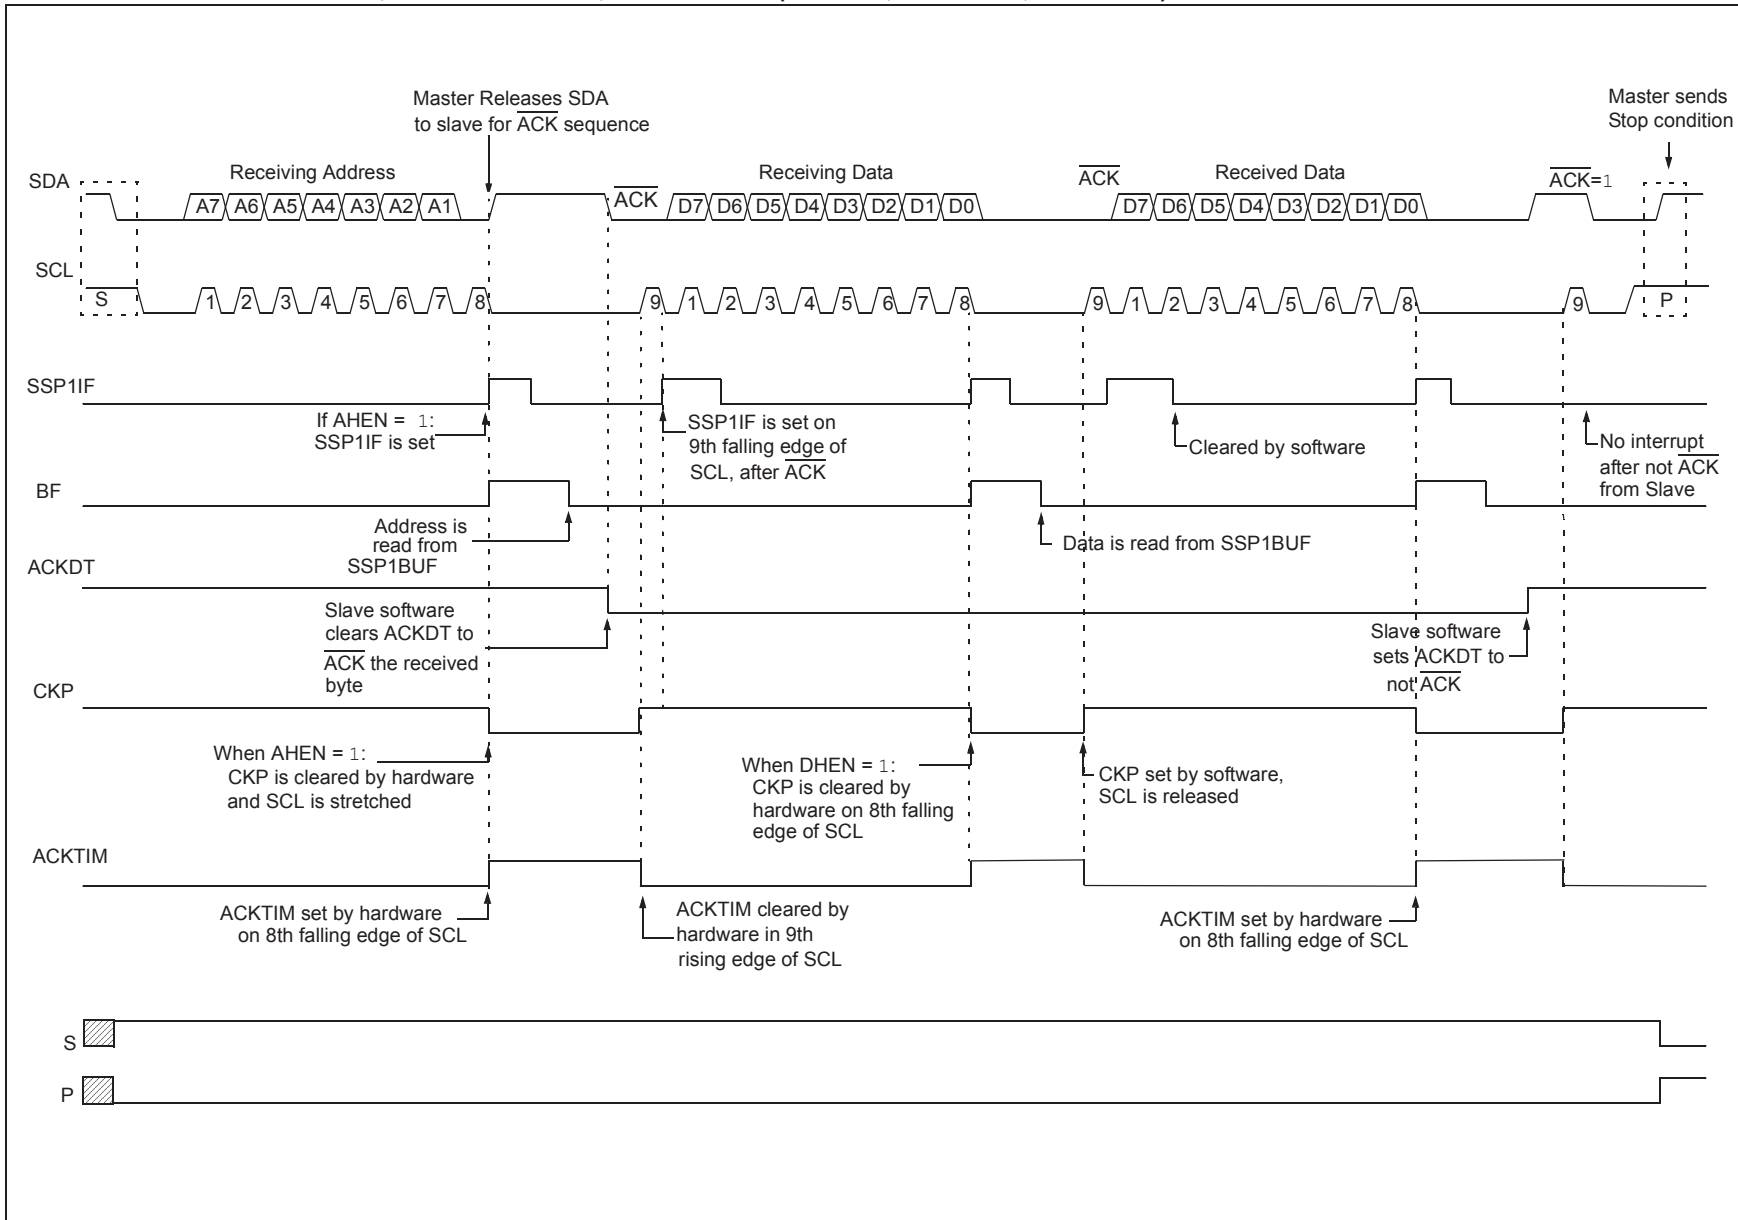 Master Releases SDA
to slave for ACK sequence
Master sends
Stop condition
Receiving Address
Receiving Data
ACK
Received Data
ACK=1
SDA
A7 A6 A5 A4 A3 A2 A1
ACK
D7 D6 D5 D4 D3 D2 D1 D0
D7 D6 D5 D4 D3 D2 D1 D0
SCL
S
1 2 3 4 5 6 7 8
9 1 2 3 4 5 6 7 8
9 1 2 3 4 5 6 7 8
9
P
SSP1IF
If AHEN = 1:
SSP1IF is set
SSP1IF is set on
9th falling edge of
SCL, after ACK
Cleared by software
No interrupt
after not ACK
from Slave
BF
Address is
read from
SSP1BUF
Data is read from SSP1BUF
ACKDT
Slave software
clears ACKDT to
ACK the received
byte
Slave software
sets ACKDT to
not ACK
CKP
When AHEN = 1:
CKP is cleared by hardware
and SCL is stretched
When DHEN = 1:
CKP is cleared by
hardware on 8th falling
edge of SCL
CKP set by software,
SCL is released
ACKTIM
ACKTIM set by hardware
on 8th falling edge of SCL
ACKTIM cleared by
hardware in 9th
rising edge of SCL
ACKTIM set by hardware
on 8th falling edge of SCL
S
P